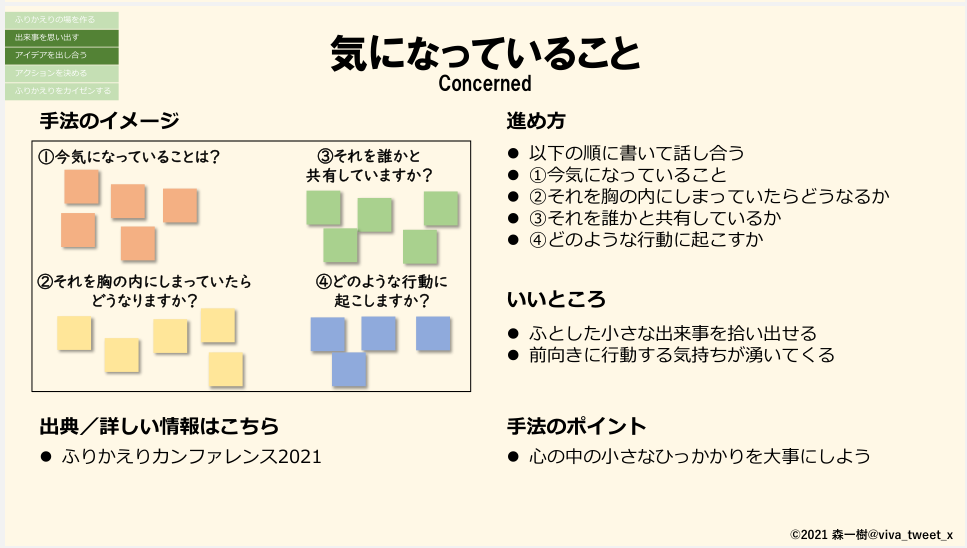 ふりかえりの場を作る
出来事を思い出す
アイデアを出し合う
アクションを決める
ふりかえりをカイゼンする
気になっていること
Concerned
手法のイメージ
①今気になっていることは?
③それを誰かと
共有していますか?
②それを胸の内にしまっていたら
どうなりますか?
④どのような行動に
起こしますか?
出典／詳しい情報はこちら
● ふりかえりカンファレンス2021
進め方
● 以下の順に書いて話し合う
● ①今気になっていること
● ②それを胸の内にしまっていたらどうなるか
● ③それを誰かと共有しているか
● ④どのような行動に起こすか
いいところ
● ふとした小さな出来事を拾い出せる
● 前向きに行動する気持ちが湧いてくる
手法のポイント
● 心の中の小さなひっかかりを大事にしよう
©2021 森一樹@viva_tweet_x